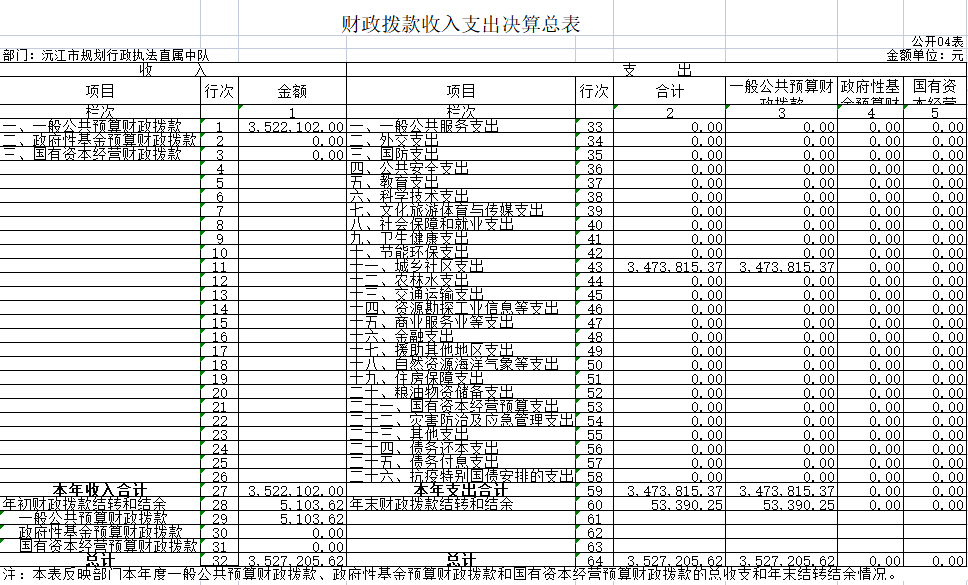 财政拨款收入支出决算总表
公开04表
部门：沅江市规划行政执法直属中队 金额单位：元
收 入 支 出
项目 行次 金额 项目 行次 合计 一般公共预算财政拨款 政府性基金预算财 国有资本经营
栏次 1 栏次 2 3 4 5
一、一般公共预算财政拨款 1 3,522,102.00 一、一般公共服务支出 33 0.00 0.00 0.00 0.00
二、政府性基金预算财政拨款 2 0.00 二、外交支出 34 0.00 0.00 0.00 0.00
三、国有资本经营财政拨款 3 0.00 三、国防支出 35 0.00 0.00 0.00 0.00
4 四、公共安全支出 36 0.00 0.00 0.00 0.00
5 五、教育支出 37 0.00 0.00 0.00 0.00
6 六、科学技术支出 38 0.00 0.00 0.00 0.00
7 七、文化旅游体育与传媒支出 39 0.00 0.00 0.00 0.00
8 八、社会保障和就业支出 40 0.00 0.00 0.00 0.00
9 九、卫生健康支出 41 0.00 0.00 0.00 0.00
10 十、节能环保支出 42 0.00 0.00 0.00 0.00
11 十一、城乡社区支出 43 3,473,815.37 3,473,815.37 0.00 0.00
12 十二、农林水支出 44 0.00 0.00 0.00 0.00
13 十三、交通运输支出 45 0.00 0.00 0.00 0.00
14 十四、资源勘探工业信息等支出 46 0.00 0.00 0.00 0.00
15 十五、商业服务业等支出 47 0.00 0.00 0.00 0.00
16 十六、金融支出 48 0.00 0.00 0.00 0.00
17 十七、援助其他地区支出 49 0.00 0.00 0.00 0.00
18 十八、自然资源海洋气象等支出 50 0.00 0.00 0.00 0.00
19 十九、住房保障支出 51 0.00 0.00 0.00 0.00
20 二十、粮油物资储备支出 52 0.00 0.00 0.00 0.00
21 二十一、国有资本经营预算支出 53 0.00 0.00 0.00 0.00
22 二十二、灾害防治及应急管理支出 54 0.00 0.00 0.00 0.00
23 二十三、其他支出 55 0.00 0.00 0.00 0.00
24 二十四、债务还本支出 56 0.00 0.00 0.00 0.00
25 二十五、债务付息支出 57 0.00 0.00 0.00 0.00
26 二十六、抗疫特别国债安排的支出 58 0.00 0.00 0.00 0.00
本年收入合计 27 3,522,102.00 本年支出合计 59 3,473,815.37 3,473,815.37 0.00 0.00
年初财政拨款结转和结余 28 5,103.62 年末财政拨款结转和结余 60 53,390.25 53,390.25 0.00 0.00
一般公共预算财政拨款 29 5,103.62 61
政府性基金预算财政拨款 30 0.00 62
国有资本经营预算财政拨款 31 0.00 63
总计 32 3,527,205.62 总计 64 3,527,205.62 3,527,205.62 0.00 0.00
注：本表反映部门本年度一般公共预算财政拨款、政府性基金预算财政拨款和国有资本经营预算财政拨款的总收支和年末结转结余情况。